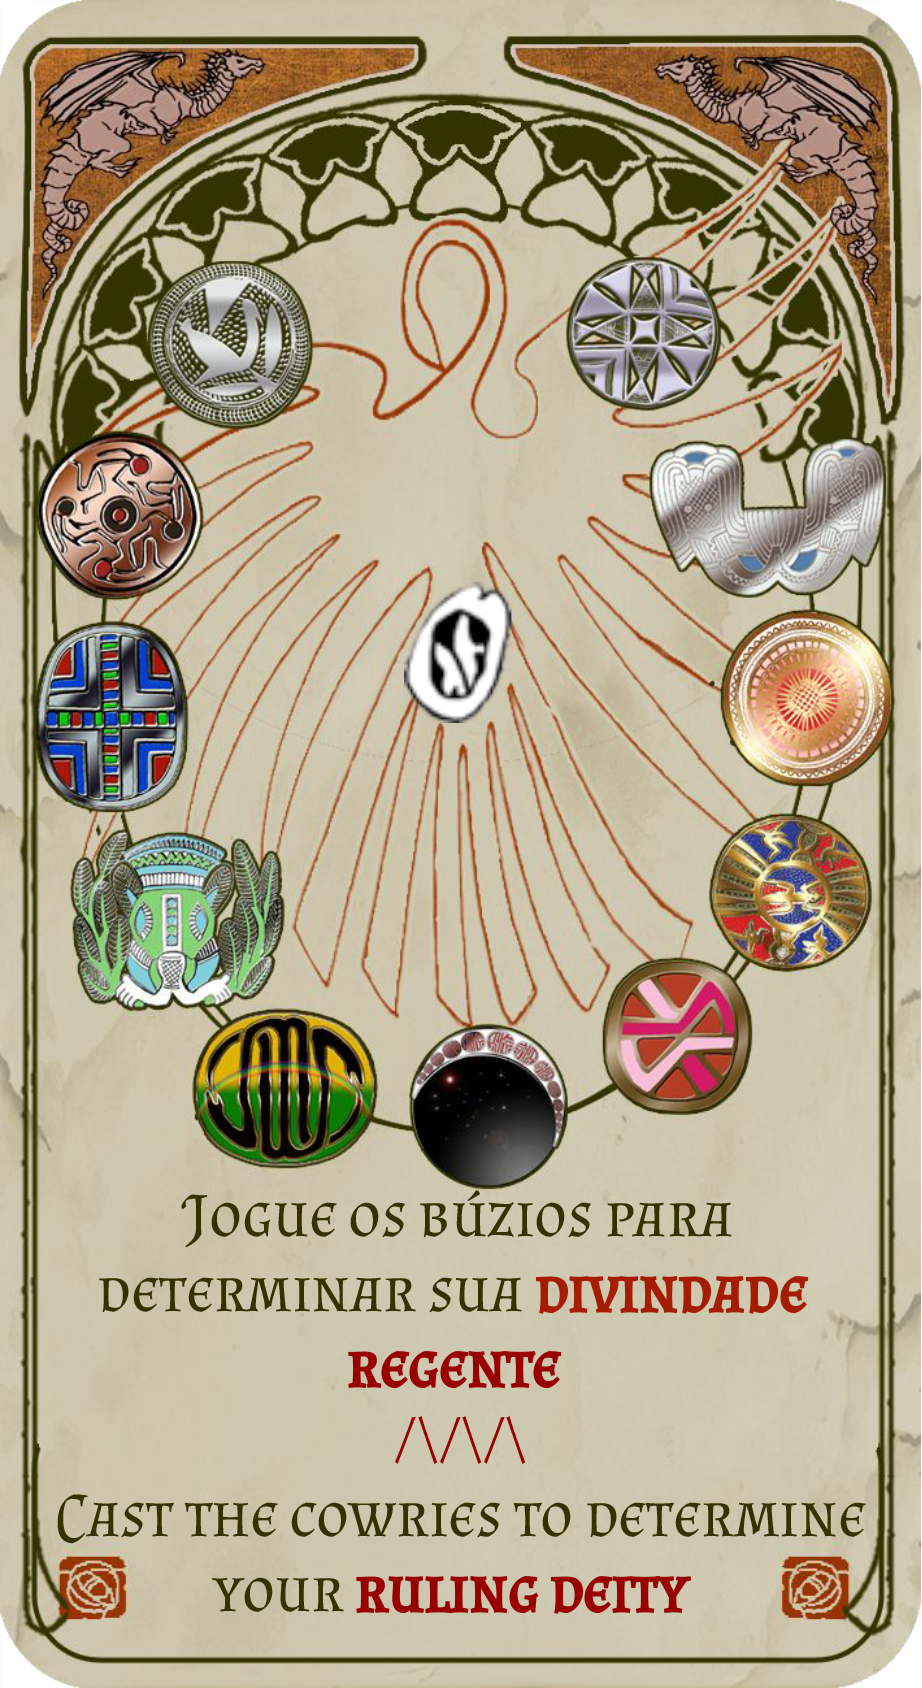 Jogue os búzios para
determinar sua divindade
regente
/\/\/\
Cast the cowries to determine
your ruling deity